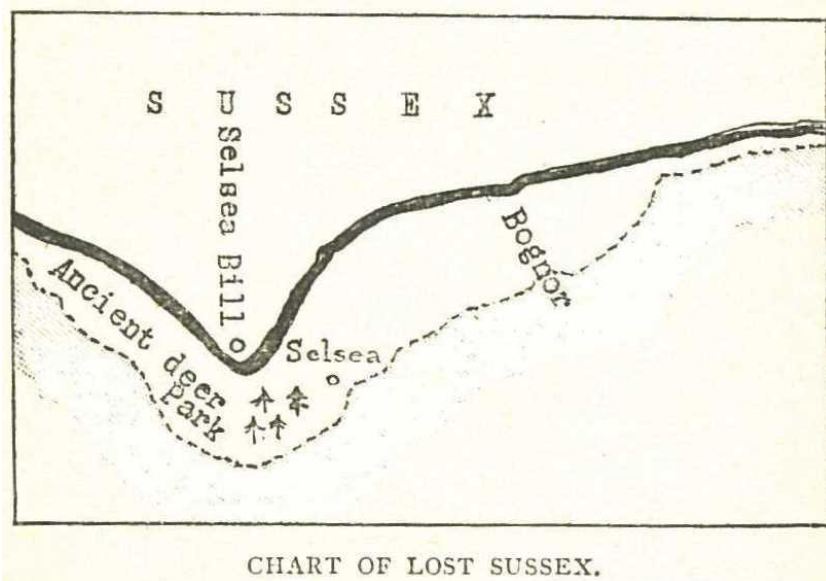 SUSSEX
Selsea Bill
Bognor
Ancient deer
Park
Selsea
CHART OF LOST SUSSEX.